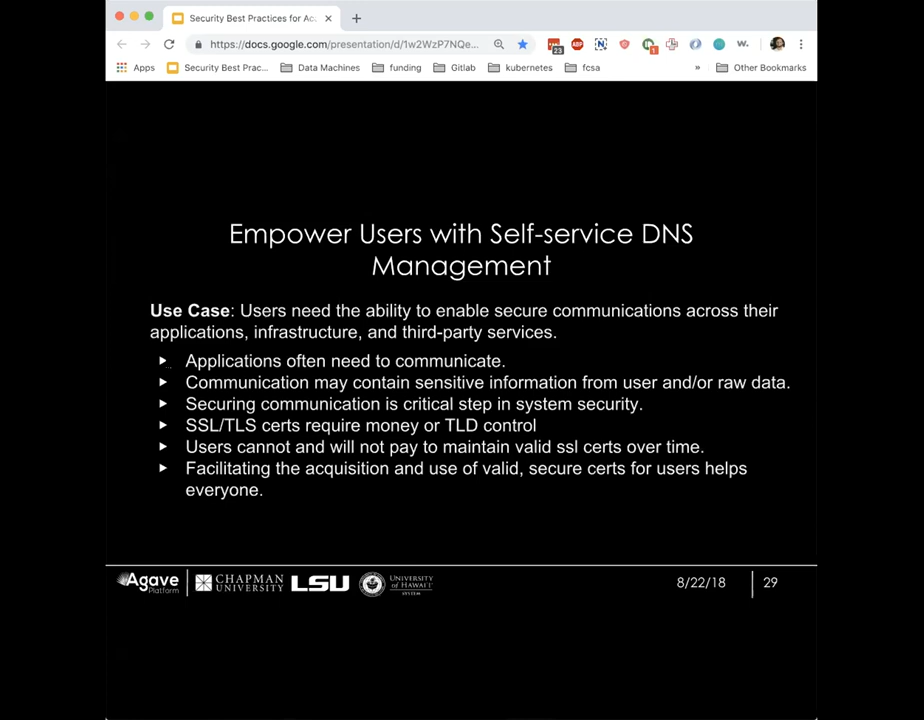 Security Best Practices for Ac
https://docs.google.com/presentation/d/1w2WzP7NQe...
23
ABP
N
1
w.
Apps
Security Best Prac...
Data Machines
funding
Gitlab
kubernetes
fcsa
»
Other Bookmarks
Empower Users with Self-service DNS
Management
Use Case: Users need the ability to enable secure communications across their
applications, infrastructure, and third-party services.
Applications often need to communicate.
Communication may contain sensitive information from user and/or raw data.
Securing communication is critical step in system security.
SSL/TLS certs require money or TLD control
Users cannot and will not pay to maintain valid ssl certs over time.
Facilitating the acquisition and use of valid, secure certs for users helps
everyone.
Agave
Platform
CHAPMAN
UNIVERSITY
LSU
UNIVERSITY
OF HAWAI'I
SYSTEM
8/22/18
29